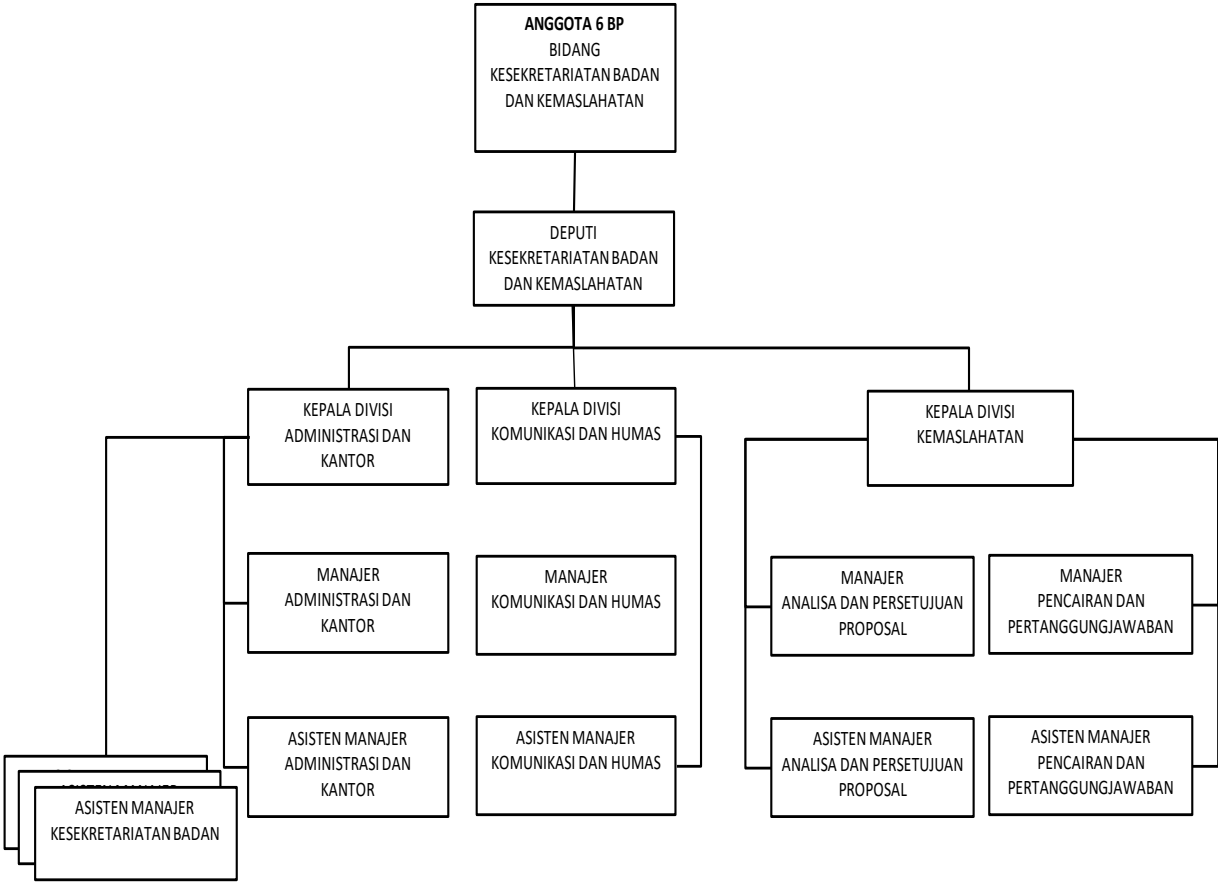 ANGGOTA 6 BP
BIDANG
KESEKRETARIATAN BADAN
DAN KEMASLAHATAN
DEPUTI
KESEKRETARIATAN BADAN
DAN KEMASLAHATAN
KEPALA DIVISI
ADMINISTRASI DAN
KANTOR
KEPALA DIVISI
KOMUNIKASI DAN HUMAS
KEPALA DIVISI
KEMASLAHATAN
MANAJER
ADMINISTRASI DAN
KANTOR
MANAJER
KOMUNIKASI DAN HUMAS
MANAJER
ANALISA DAN PERSETUJUAN
PROPOSAL
MANAJER
PENCAIRAN DAN
PERTANGGUNGJAWABAN
ASISTEN MANAJER
ADMINISTRASI DAN
KANTOR
ASISTEN MANAJER
KOMUNIKASI DAN HUMAS
ASISTEN MANAJER
ANALISA DAN PERSETUJUAN
PROPOSAL
ASISTEN MANAJER
PENCAIRAN DAN
PERTANGGUNGJAWABAN
ASISTEN MANAJER
ASISTEN MANAJER
KESEKRETARIATAN BADAN